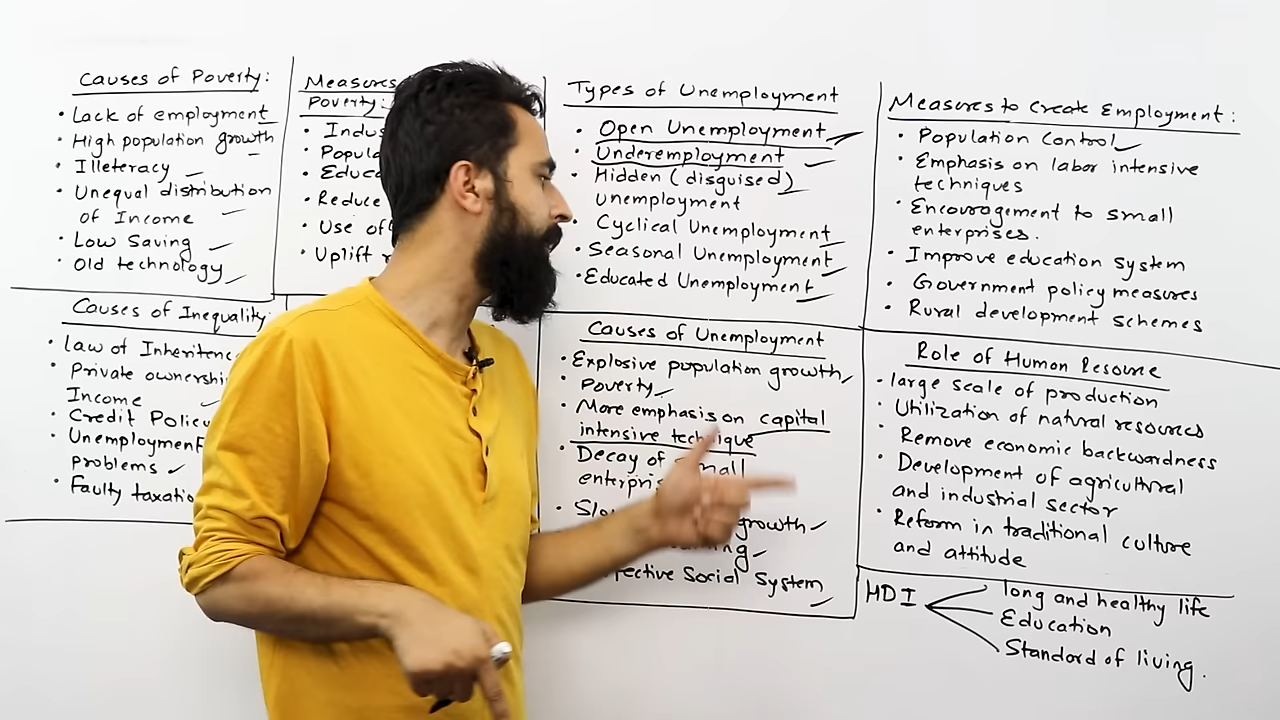 Causes of Poverty:
• Lack of employment
• High population growth
• Illeteracy
• Unequal distribution
of Income
• Low Saving
• Old technology
Measures
Poverty:
• Indus
• Popula
• Educa
• Reduce
• Use of
• Uplift
Types of Unemployment
• Open Unemployment
• Underemployment
• Hidden (disguised)
unemployment
Cyclical Unemployment
• Seasonal Unemployment
• Educated Unemployment
Measures to Create Employment:
• Population Control
• Emphasis on labor intensive
techniques
• Encouragement to small
enterprises.
• Improve education system
• Government policy measures
• Rural development schemes
Causes of Inequality:
• Law of Inheritenc
• Private ownershi
Income
• Credit Policy
• Unemployment
problems
• Faulty taxatio
Causes of Unemployment
• Explosive population growth
• Poverty
• More emphasis on capital
intensive technique
• Decay of small
enterpri
• Slo growth
ng
fective Social System
Role of Human Resource
• large scale of production
• Utilization of natural resources
• Remove economic backwardness
• Development of agricultural
and industrial sector
• Reform in traditional culture
and attitude
HDI
long and healthy life
Education
Standard of living.